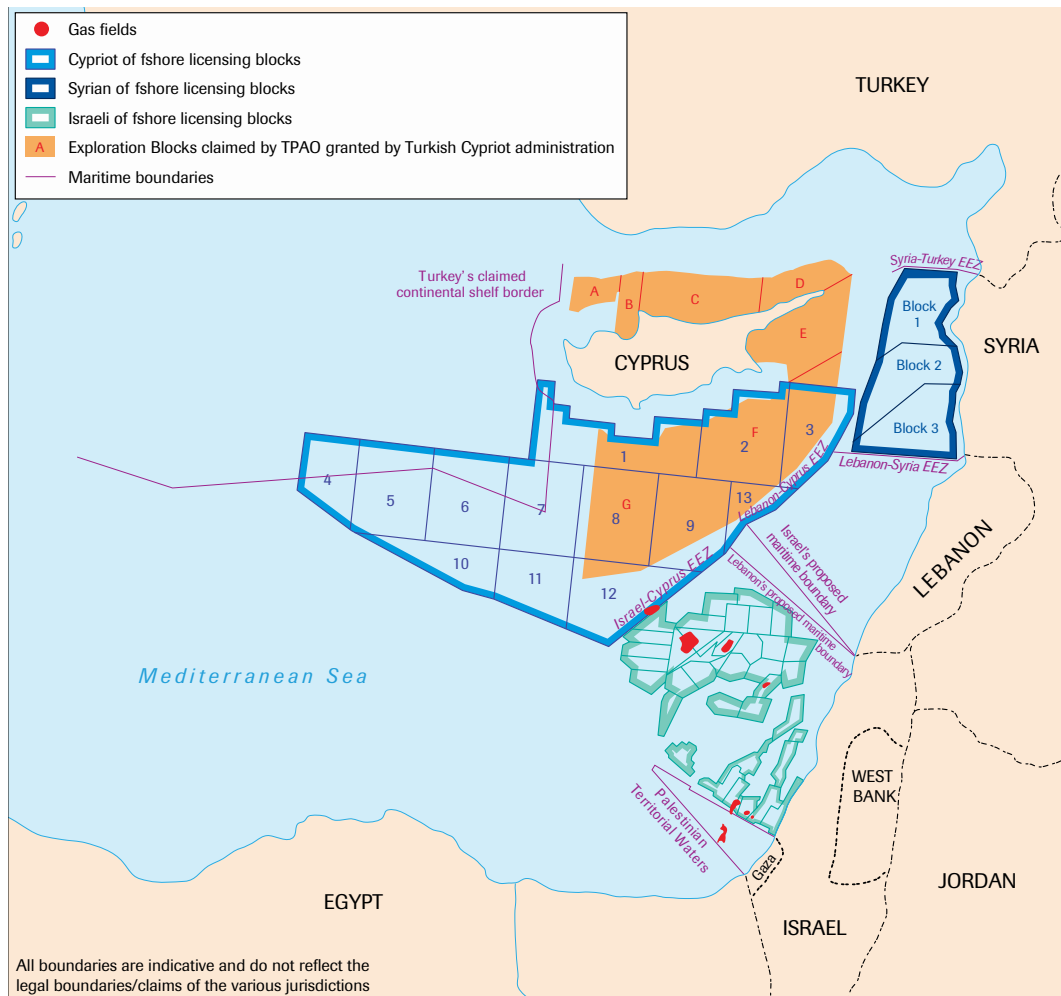 Gas fields
Cypriot of fshore licensing blocks
Syrian of fshore licensing blocks
Israeli of fshore licensing blocks
A Exploration Blocks claimed by TPAO granted by Turkish Cypriot administration
Maritime boundaries
TURKEY
Syria-Turkey EEZ
Turkey's claimed
continental shelf border
A
B
C
D
E
Block
1
CYPRUS
SYRIA
Block 2
Block 3
1
F
2
3
Lebanon-Syria EEZ
4
5
6
7
G
8
9
13
Lebanon-Cyprus EEZ
10
11
12
Israel-Cyprus EEZ
Israel's proposed
maritime boundary
Lebanon's proposed maritime
boundary
LEBANON
Mediterranean Sea
WEST
BANK
Palestinian
Territorial Waters
Gaza
EGYPT
ISRAEL
JORDAN
All boundaries are indicative and do not reflect the
legal boundaries/claims of the various jurisdictions